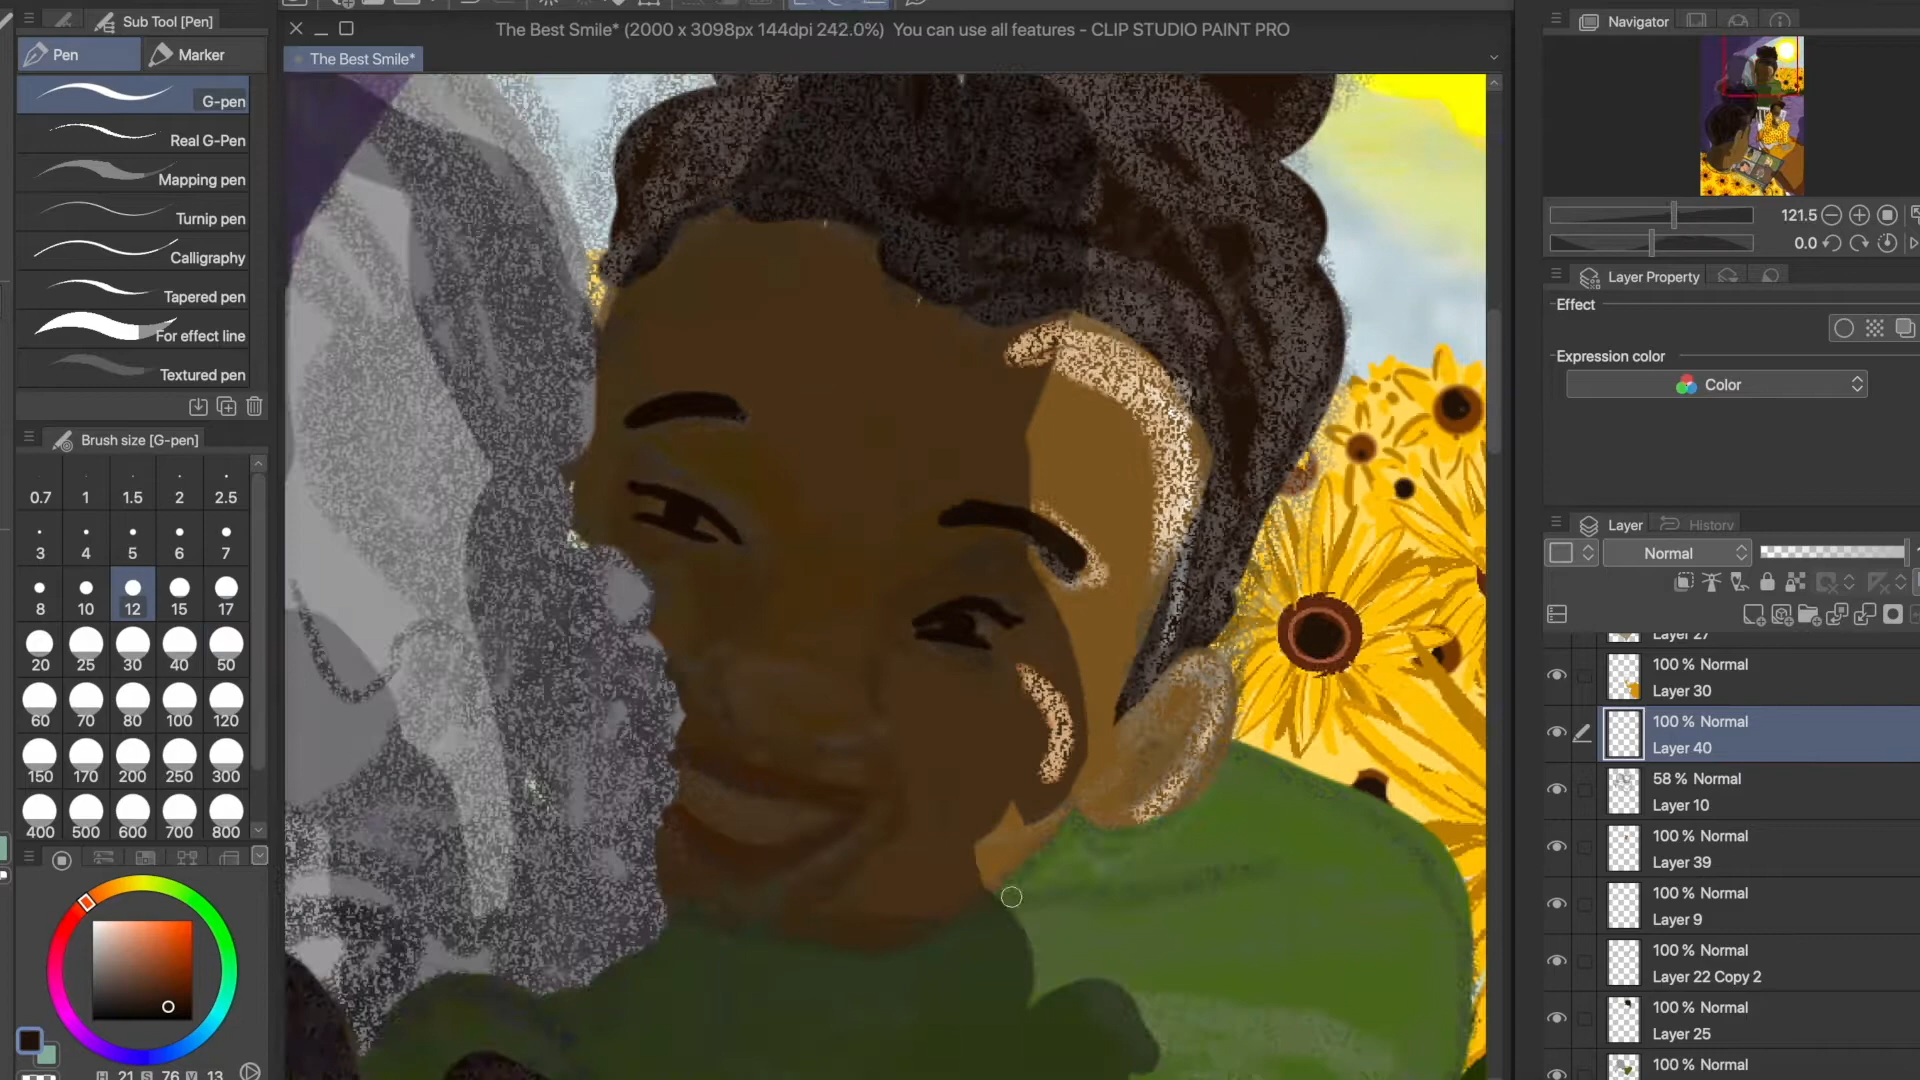 Sub Tool [Pen]
Pen
Marker
G-pen
Real G-Pen
Mapping pen
Turnip pen
Calligraphy
Tapered pen
For effect line
Textured pen
Brush size [G-pen]
0.7 1 1.5 2 2.5
3 4 5 6 7
8 10 12 15 17
20 25 30 40 50
60 70 80 100 120
150 170 200 250 300
400 500 600 700 800
H 21 S 76 V 13
The Best Smile* (2000 x 3098px 144dpi 242.0%) You can use all features - CLIP STUDIO PAINT PRO
The Best Smile*
Navigator
121.5
0.0
Layer Property
Effect
Expression color
Color
Layer
History
Normal
Layer 27
100 % Normal
Layer 30
100 % Normal
Layer 40
58 % Normal
Layer 10
100 % Normal
Layer 39
100 % Normal
Layer 9
100 % Normal
Layer 22 Copy 2
100 % Normal
Layer 25
100 % Normal